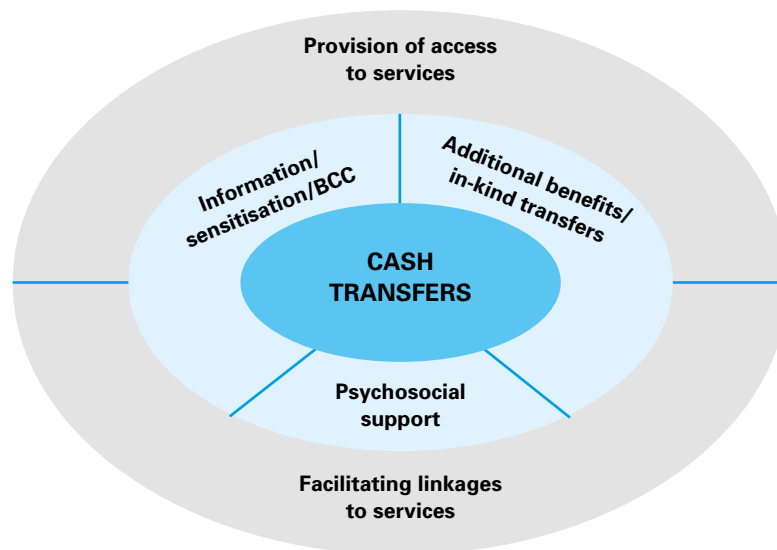 Provision of access
to services
Information/
sensitisation/BCC
Additional benefits/
in-kind transfers
CASH
TRANSFERS
Psychosocial
support
Facilitating linkages
to services